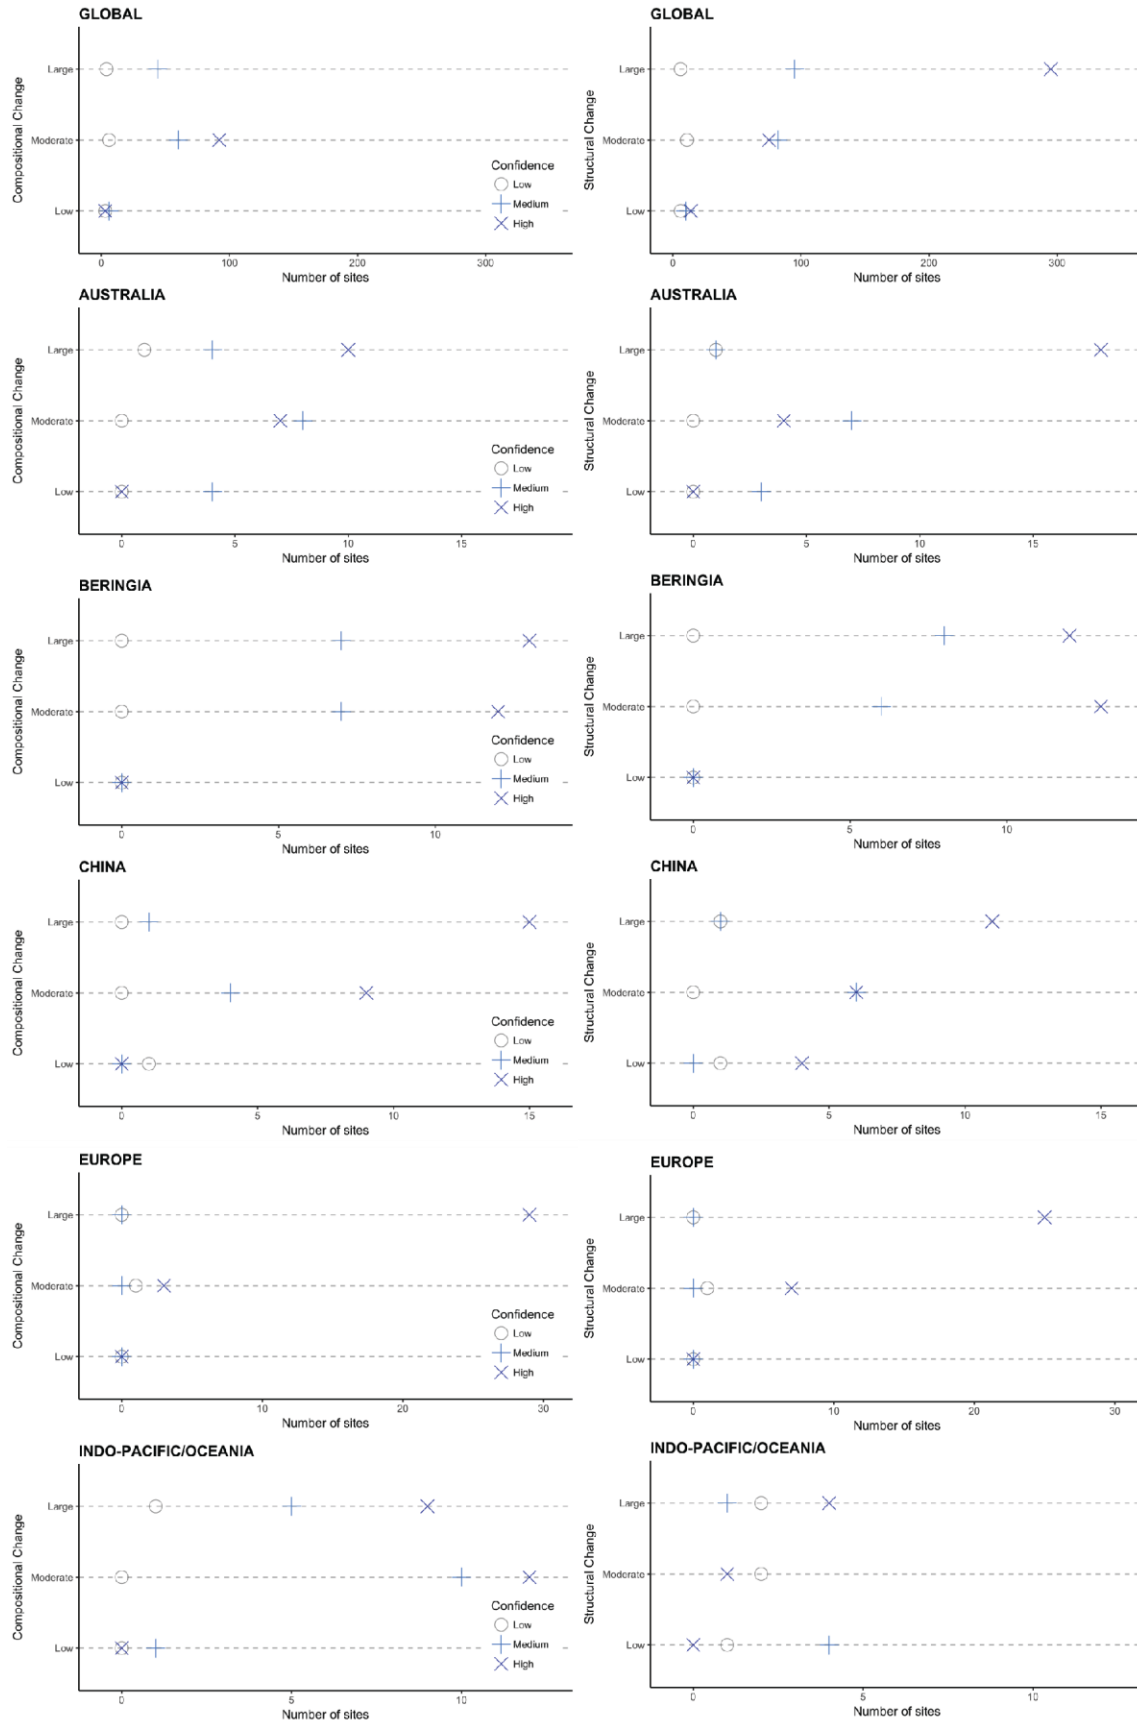 GLOBAL
Compositional Change
Large
Moderate
Low
Confidence
Low
Medium
High
0 100 200 300
Number of sites
GLOBAL
Structural Change
Large
Moderate
Low
0 100 200 300
Number of sites
AUSTRALIA
Compositional Change
Large
Moderate
Low
Confidence
Low
Medium
High
0 5 10 15
Number of sites
AUSTRALIA
Structural Change
Large
Moderate
Low
0 5 10 15
Number of sites
BERINGIA
Compositional Change
Large
Moderate
Low
Confidence
Low
Medium
High
0 5 10
Number of sites
BERINGIA
Structural Change
Large
Moderate
Low
0 5 10
Number of sites
CHINA
Compositional Change
Large
Moderate
Low
Confidence
Low
Medium
High
0 5 10 15
Number of sites
CHINA
Structural Change
Large
Moderate
Low
0 5 10 15
Number of sites
EUROPE
Compositional Change
Large
Moderate
Low
Confidence
Low
Medium
High
0 10 20 30
Number of sites
EUROPE
Structural Change
Large
Moderate
Low
0 10 20 30
Number of sites
INDO-PACIFIC/OCEANIA
Compositional Change
Large
Moderate
Low
Confidence
Low
Medium
High
0 5 10
Number of sites
INDO-PACIFIC/OCEANIA
Structural Change
Large
Moderate
Low
0 5 10
Number of sites